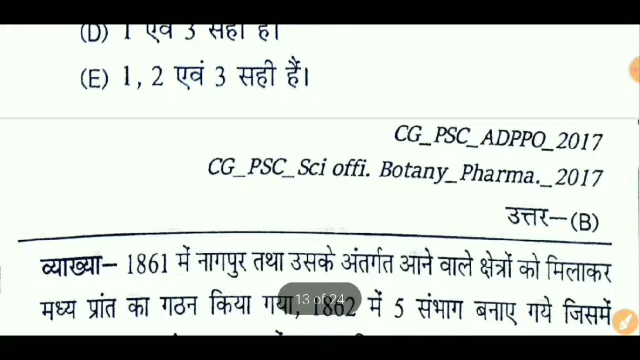 (D) 1 एवं 3 सही हैं।
(E) 1, 2 एवं 3 सही हैं।
CG_PSC_ADPPO_2017
CG_PSC_Sci offi. Botany_Pharma._2017
उत्तर–(B)
व्याख्या– 1861 में नागपुर तथा उसके अंतर्गत आने वाले क्षेत्रों को मिलाकर
मध्य प्रांत का गठन किया गया, 1862 में 5 संभाग बनाए गये जिसमें
13 of 24